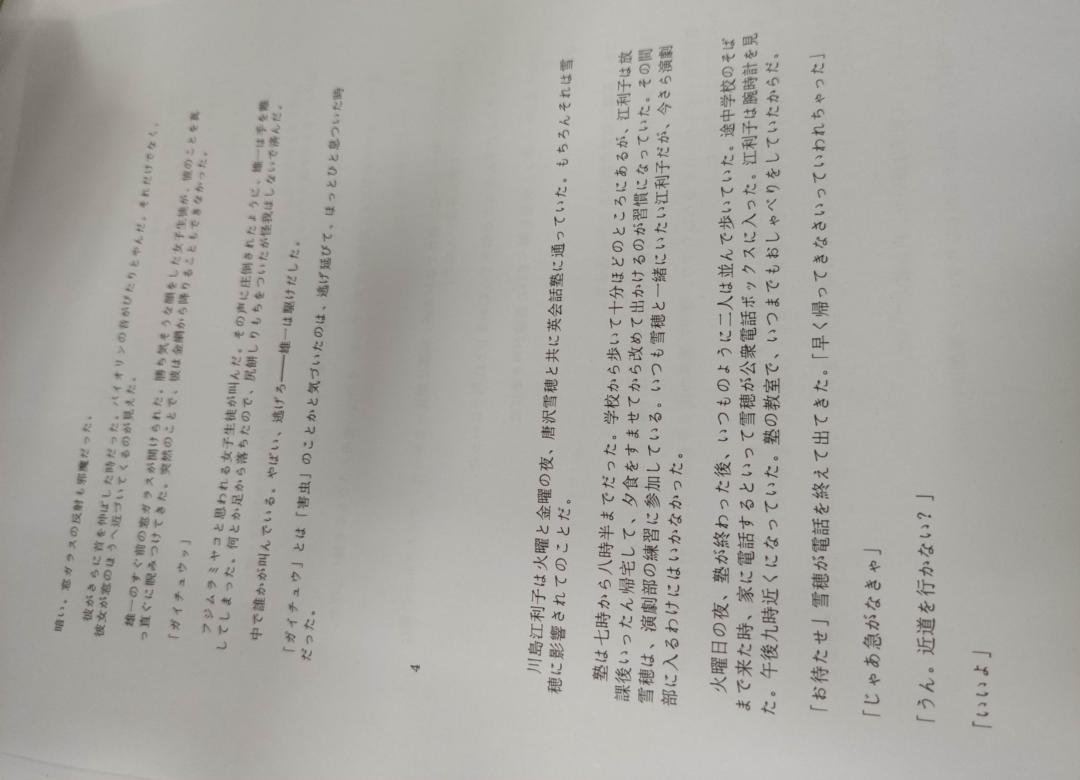 暗い。窓ガラスの反射も邪魔だった。
彼がさらに首を伸ばした時だった。バイオリンの音がぴたりとやんだ。それだけでなく、
彼女が窓のほうへ近づいてくるのが見えた。
雄一のすぐ前の窓ガラスが開けられた。勝ち気そうな顔をした女子生徒が、彼のことを真
っ直ぐに睨みつけてきた。突然のことで、彼は金網から降りることもできなかった。
「ガイチュウッ」
フジムラミヤコと思われる女子生徒が叫んだ。その声に圧倒されたように、雄一は手を離
してしまった。何とか足から落ちたので、尻餅しりもちをついたが怪我はしないで済んだ。
中で誰かが叫んでいる。やばい、逃げろ――雄一は駆けだした。
「ガイチュウ」とは「害虫」のことかと気づいたのは、逃げ延びて、ほっとひと息ついた時
だった。
4
川島江利子は火曜と金曜の夜、唐沢雪穂と共に英会話塾に通っていた。もちろんそれは雪
穂に影響されてのことだ。
塾は七時から八時半までだった。学校から歩いて十分ほどのところにあるが、江利子は放
課後いったん帰宅して、夕食をすませてから改めて出かけるのが習慣になっていた。その間
雪穂は、演劇部の練習に参加している。いつも雪穂と一緒にいたい江利子だが、今さら演劇
部に入るわけにはいかなかった。
火曜日の夜、塾が終わった後、いつものように二人は並んで歩いていた。途中学校のそば
まで来た時、家に電話するといって雪穂が公衆電話ボックスに入った。江利子は腕時計を見
た。午後九時近くになっていた。塾の教室で、いつまでもおしゃべりをしていたからだ。
「お待たせ」雪穂が電話を終えて出てきた。「早く帰ってきなさいっていわれちゃった」
「じゃあ急がなきゃ」
「うん。近道を行かない？」
「いいよ」